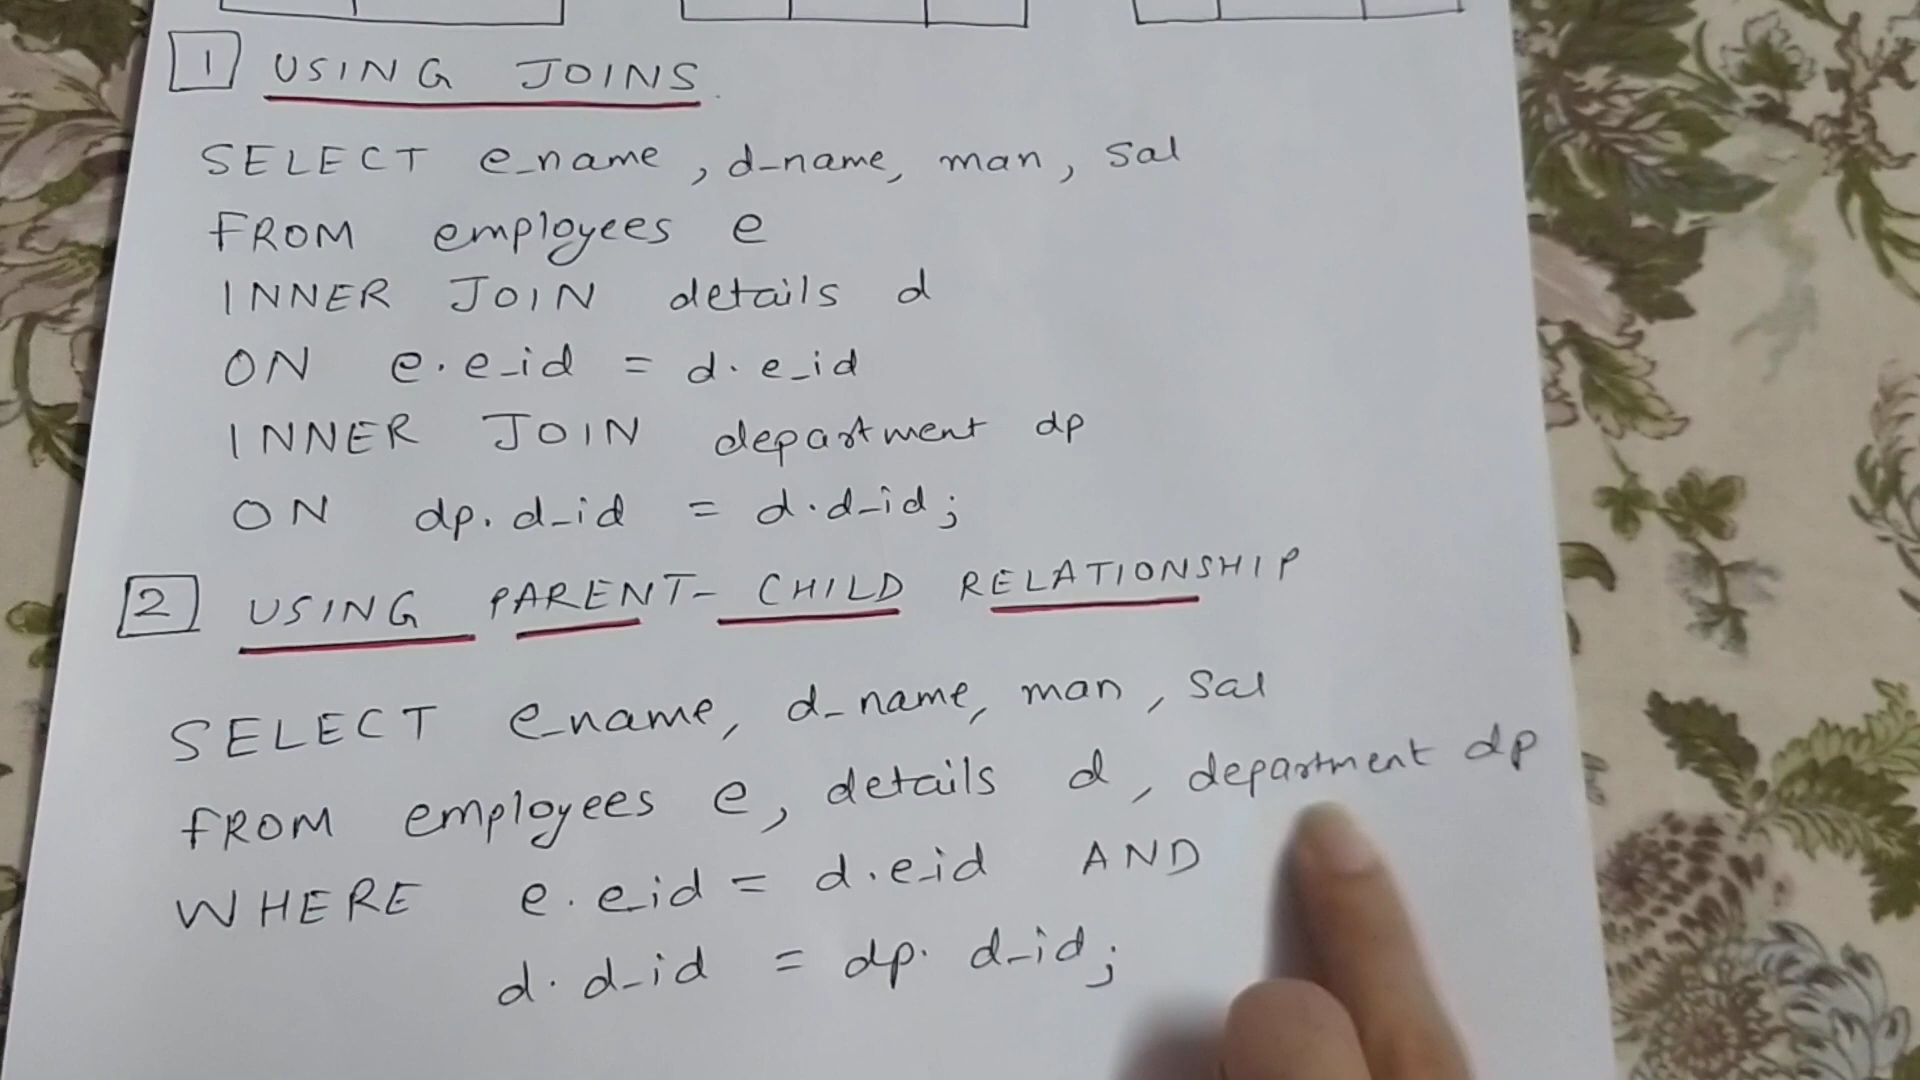 1 USING JOINS
SELECT e_name, d_name, man, sal
FROM employees e
INNER JOIN details d
ON e.e_id = d.e_id
INNER JOIN department dp
ON dp.d_id = d.d_id;
2 USING PARENT-CHILD RELATIONSHIP
SELECT e_name, d_name, man, sal
FROM employees e, details d, department dp
WHERE e.e_id = d.e_id AND
d.d_id = dp.d_id;